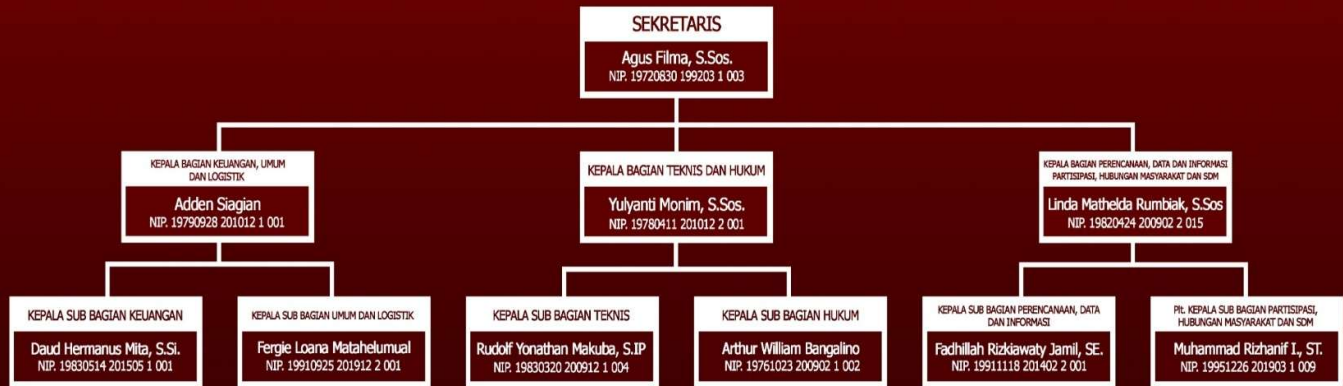 SEKRETARIS
Agus Filma, S.Sos.
NIP. 19720830 199203 1 003
KEPALA BAGIAN KEUANGAN, UMUM
DAN LOGISTIK
Adden Siagian
NIP. 19790928 201012 1 001
KEPALA BAGIAN TEKNIS DAN HUKUM
Yulyanti Monim, S.Sos.
NIP. 19780411 201012 2 001
KEPALA BAGIAN PERENCANAAN, DATA DAN INFORMASI
PARTISIPASI, HUBUNGAN MASYARAKAT DAN SDM
Linda Mathelda Rumbiak, S.Sos
NIP. 19820424 200902 2 015
KEPALA SUB BAGIAN KEUANGAN
Daud Hermanus Mita, S.Si.
NIP. 19830514 201505 1 001
KEPALA SUB BAGIAN UMUM DAN LOGISTIK
Fergie Loana Matahelumual
NIP. 19910925 201912 2 001
KEPALA SUB BAGIAN TEKNIS
Rudolf Yonathan Makuba, S.IP
NIP. 19830320 200912 1 004
KEPALA SUB BAGIAN HUKUM
Arthur William Bangalino
NIP. 19761023 200902 1 002
KEPALA SUB BAGIAN PERENCANAAN, DATA
DAN INFORMASI
Fadhillah Rizkiawaty Jamil, SE.
NIP. 19911118 201402 2 001
Plt. KEPALA SUB BAGIAN PARTISIPASI,
HUBUNGAN MASYARAKAT DAN SDM
Muhammad Rizhanif I., ST.
NIP. 19951226 201903 1 009